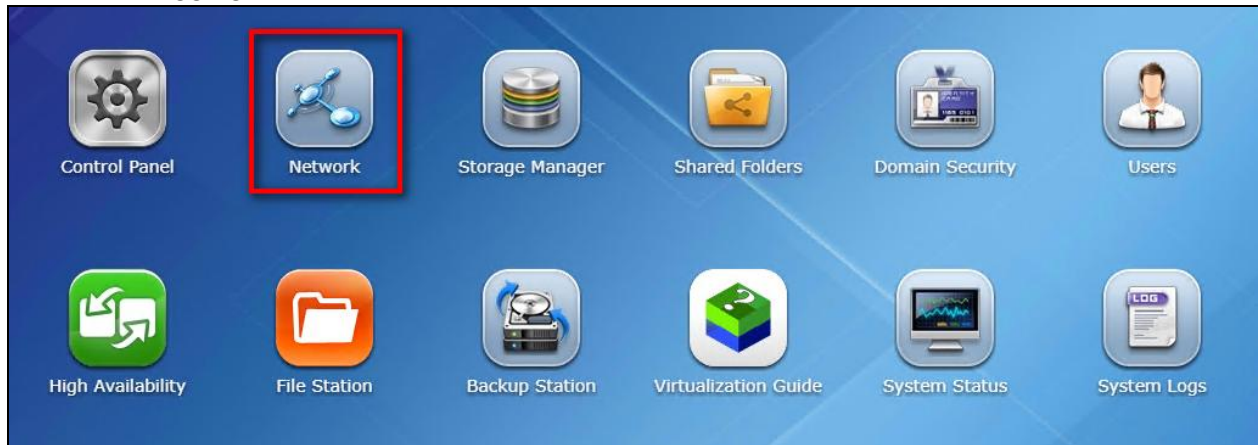 Control Panel
Network
Storage Manager
Shared Folders
Domain Security
Users
LOG
High Availability
File Station
Backup Station
Virtualization Guide
System Status
System Logs